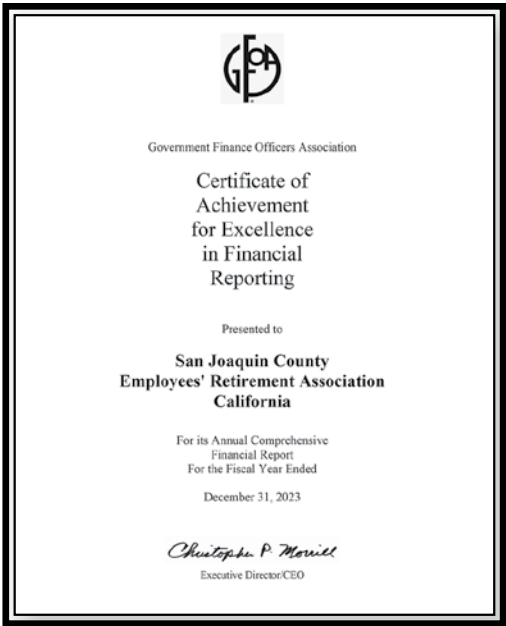 GFOA
Government Finance Officers Association
Certificate of
Achievement
for Excellence
in Financial
Reporting
Presented to
San Joaquin County
Employees' Retirement Association
California
For its Annual Comprehensive
Financial Report
For the Fiscal Year Ended
December 31, 2023
Christopher P. Morrill
Executive Director/CEO